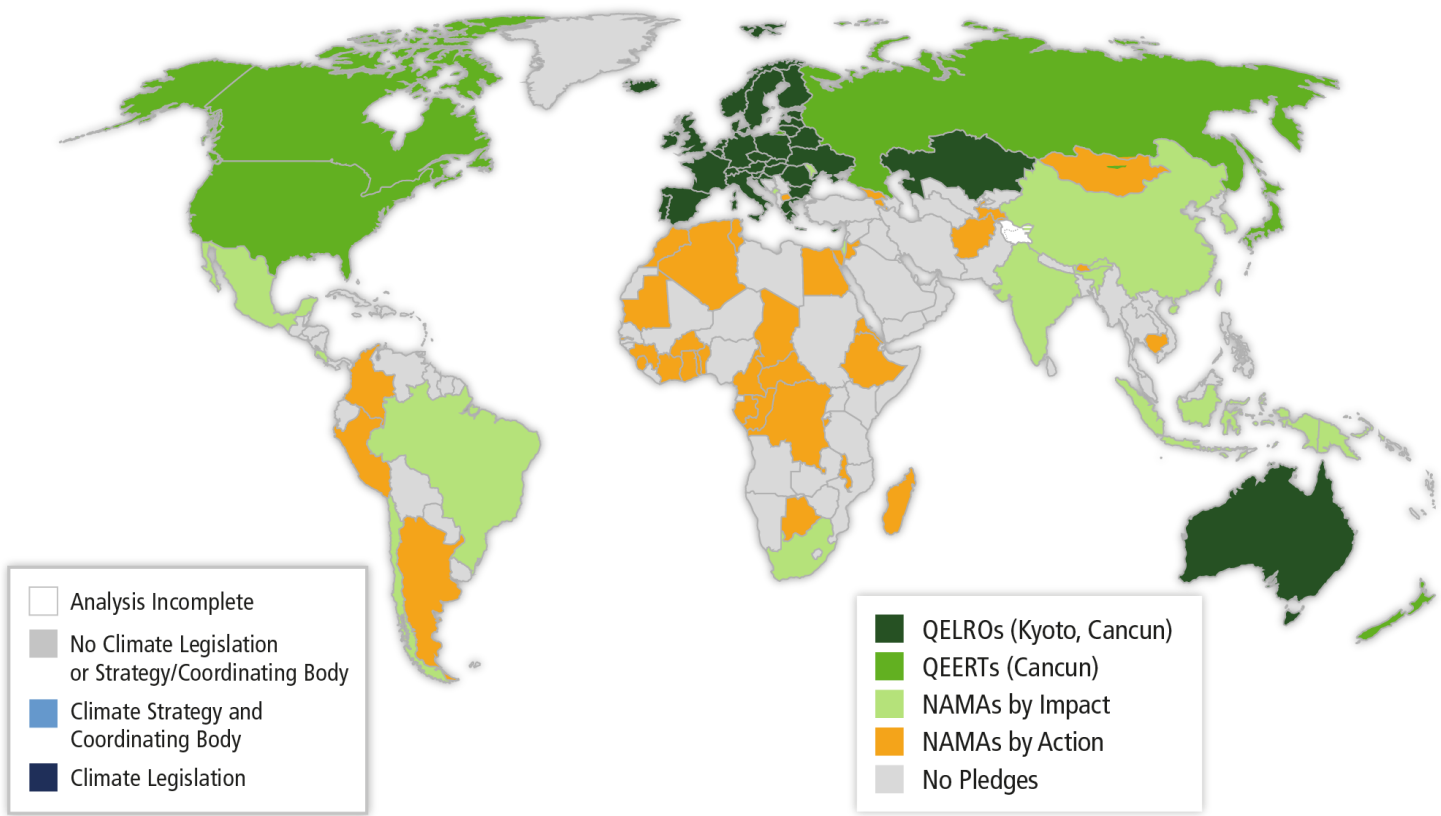 Analysis Incomplete
No Climate Legislation
or Strategy/Coordinating Body
Climate Strategy and
Coordinating Body
Climate Legislation
QELROs (Kyoto, Cancun)
QEERTs (Cancun)
NAMAs by Impact
NAMAs by Action
No Pledges